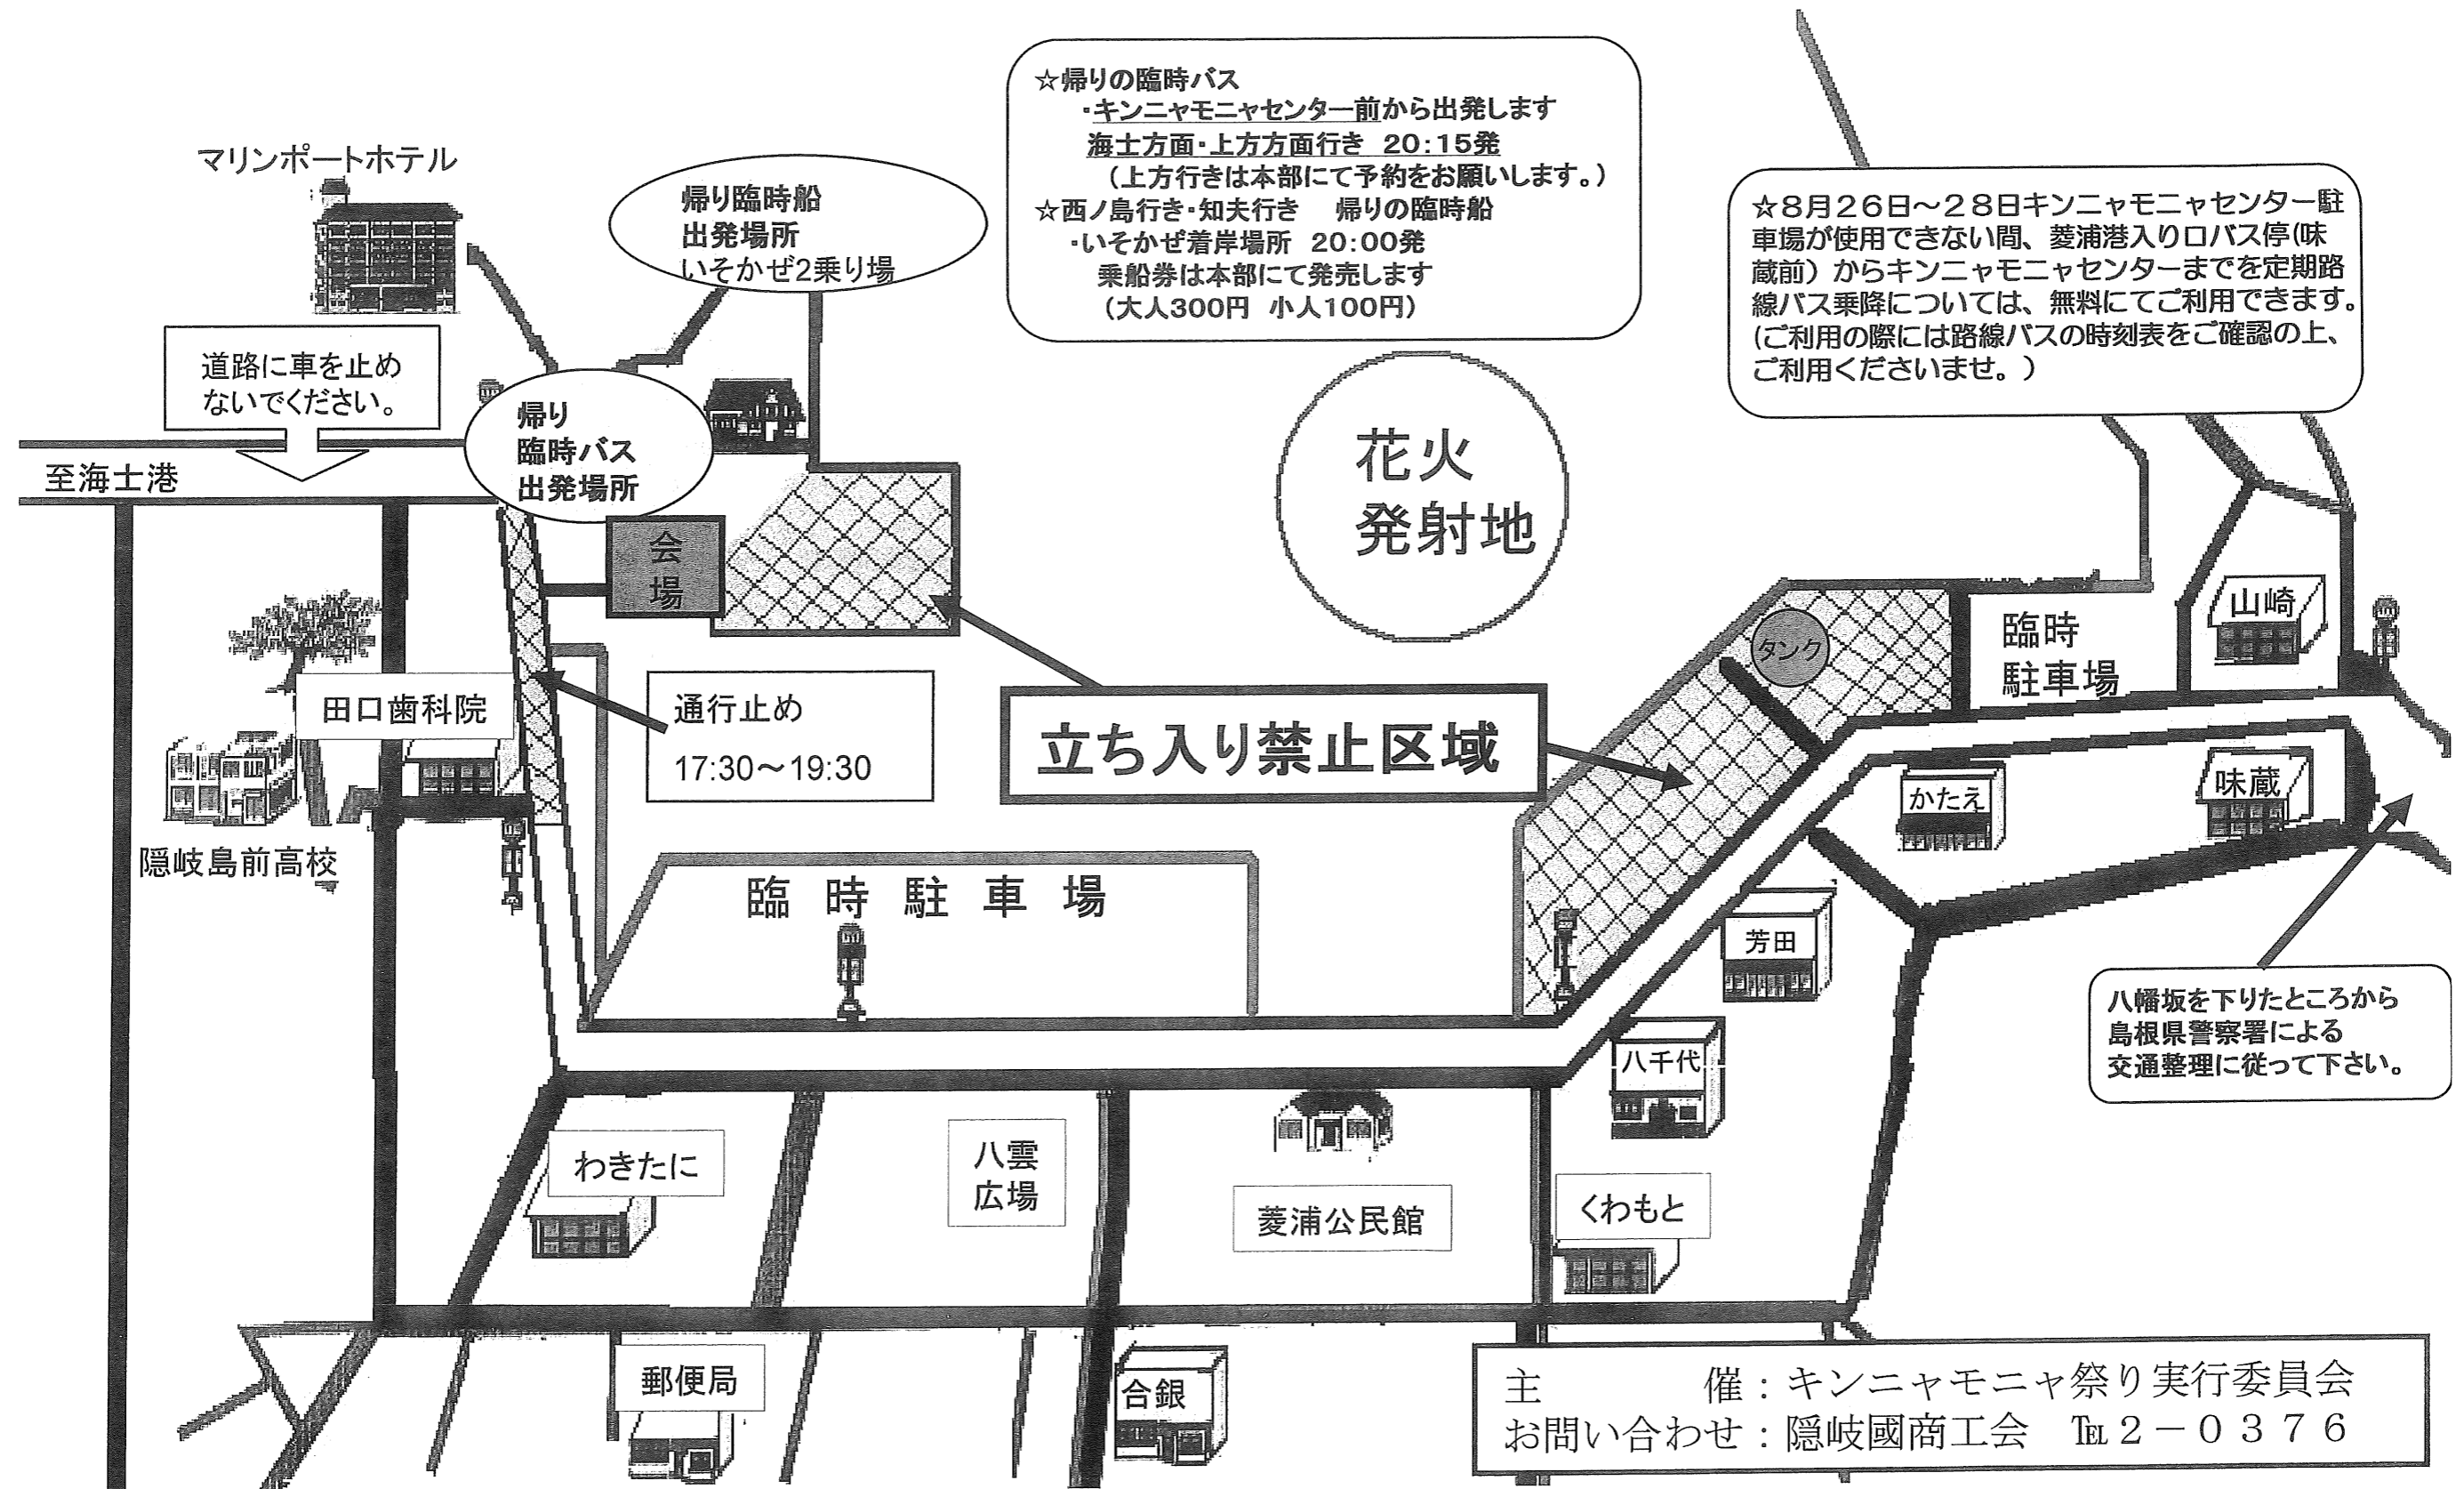 ☆帰りの臨時バス
・キンニャモニャセンター前から出発します
海士方面・上方方面行き 20:15発
(上方行きは本部にて予約をお願いします。)
☆西ノ島行き・知夫行き 帰りの臨時船
・いそかぜ着岸場所 20:00発
乗船券は本部にて発売します
(大人300円 小人100円)
マリンポートホテル
帰り臨時船
出発場所
いそかぜ2乗り場
☆8月26日～28日キンニャモニャセンター駐
車場が使用できない間、菱浦港入り口バス停(味
蔵前)からキンニャモニャセンターまでを定期路
線バス乗降については、無料にてご利用できます。
(ご利用の際には路線バスの時刻表をご確認の上、
ご利用くださいませ。)
道路に車を止め
ないでください。
帰り
臨時バス
出発場所
至海士港
花火
発射地
会
場
山崎
タンク
臨時
駐車場
田口歯科院
通行止め
17:30～19:30
立ち入り禁止区域
かたえ
味蔵
隠岐島前高校
臨時駐車場
芳田
八幡坂を下りたところから
島根県警察署による
交通整理に従って下さい。
八千代
わきたに
八雲
広場
菱浦公民館
くわもと
郵便局
合銀
主 催：キンニャモニャ祭り実行委員会
お問い合わせ：隠岐國商工会 ℡２－０３７６